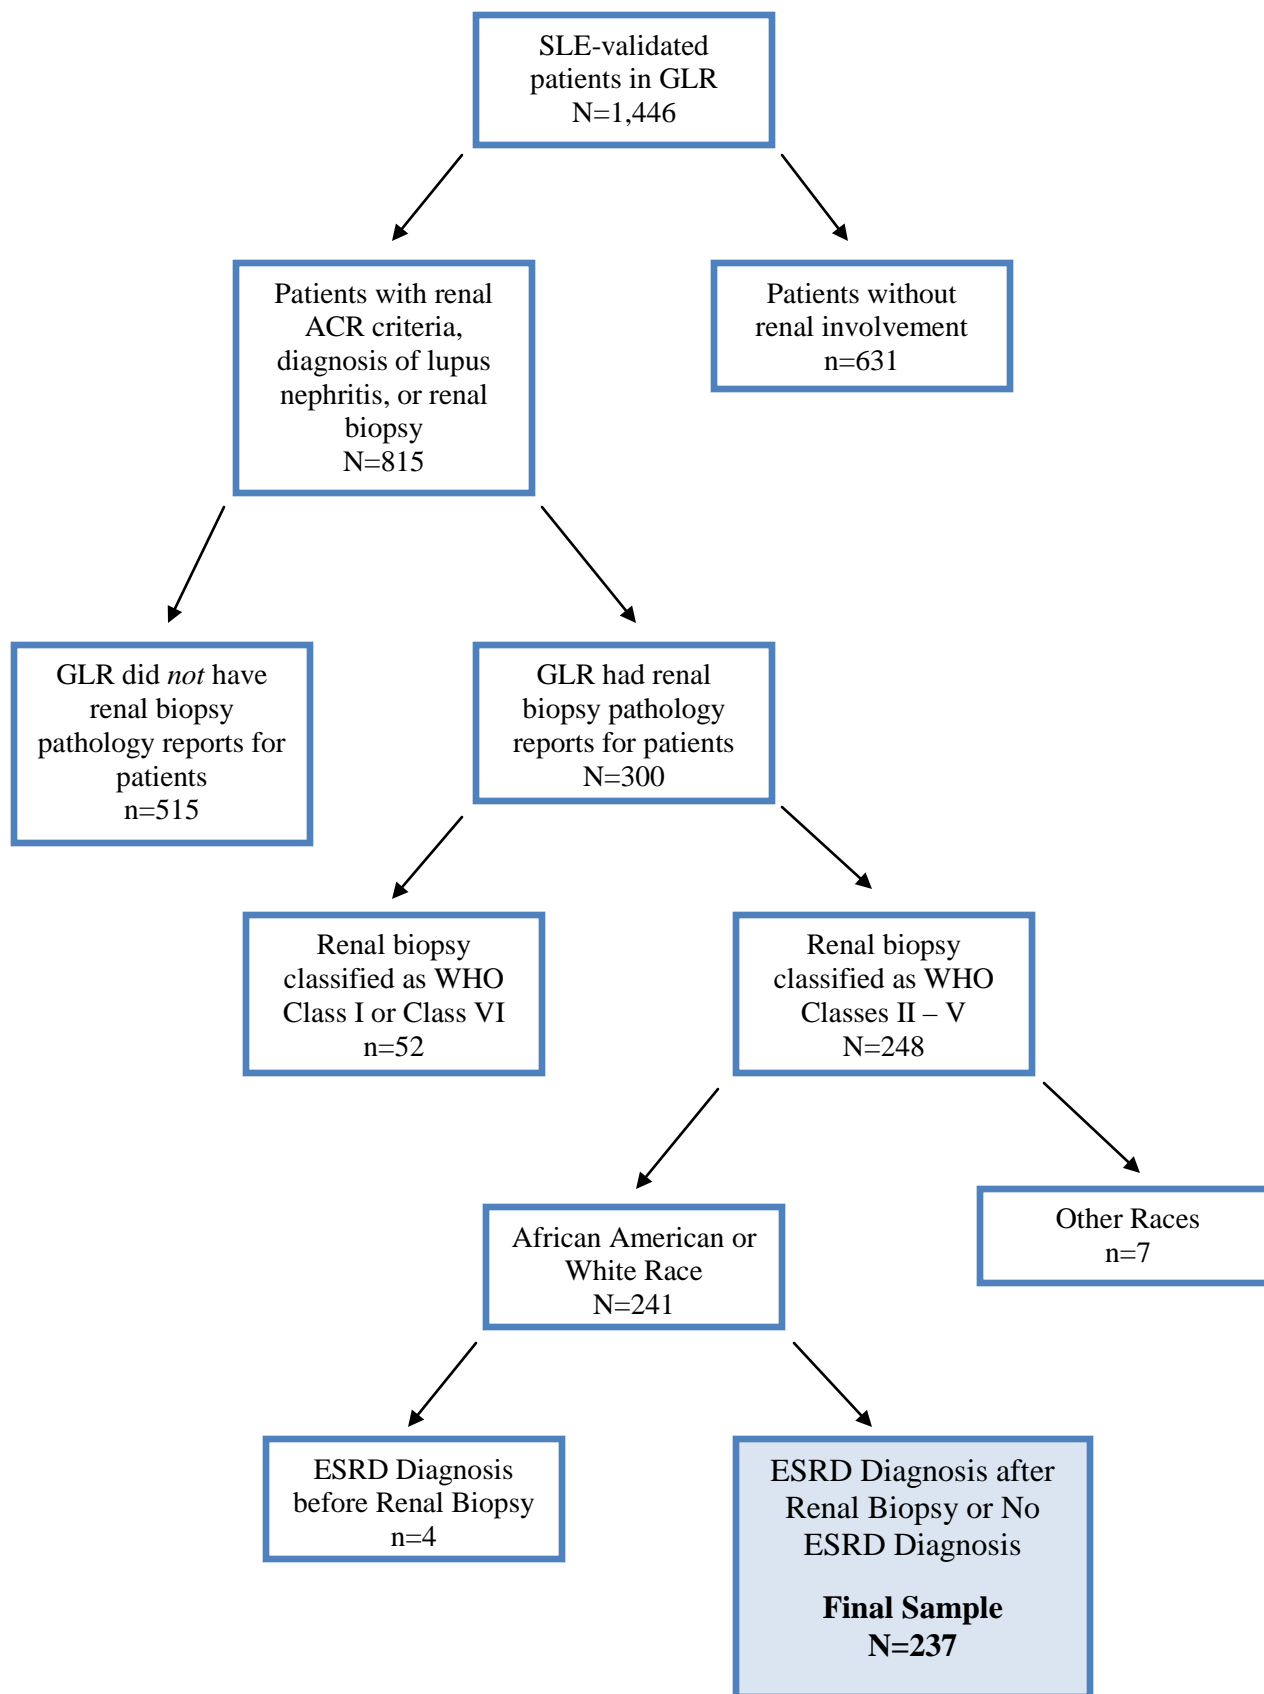 SLE-validated
patients in GLR
N=1,446
Patients with renal
ACR criteria,
diagnosis of lupus
nephritis, or renal
biopsy
N=815
Patients without
renal involvement
n=631
GLR did not have
renal biopsy
pathology reports for
patients
n=515
GLR had renal
biopsy pathology
reports for patients
N=300
Renal biopsy
classified as WHO
Class I or Class VI
n=52
Renal biopsy
classified as WHO
Classes II – V
N=248
African American or
White Race
N=241
Other Races
n=7
ESRD Diagnosis
before Renal Biopsy
n=4
ESRD Diagnosis after
Renal Biopsy or No
ESRD Diagnosis
Final Sample
N=237